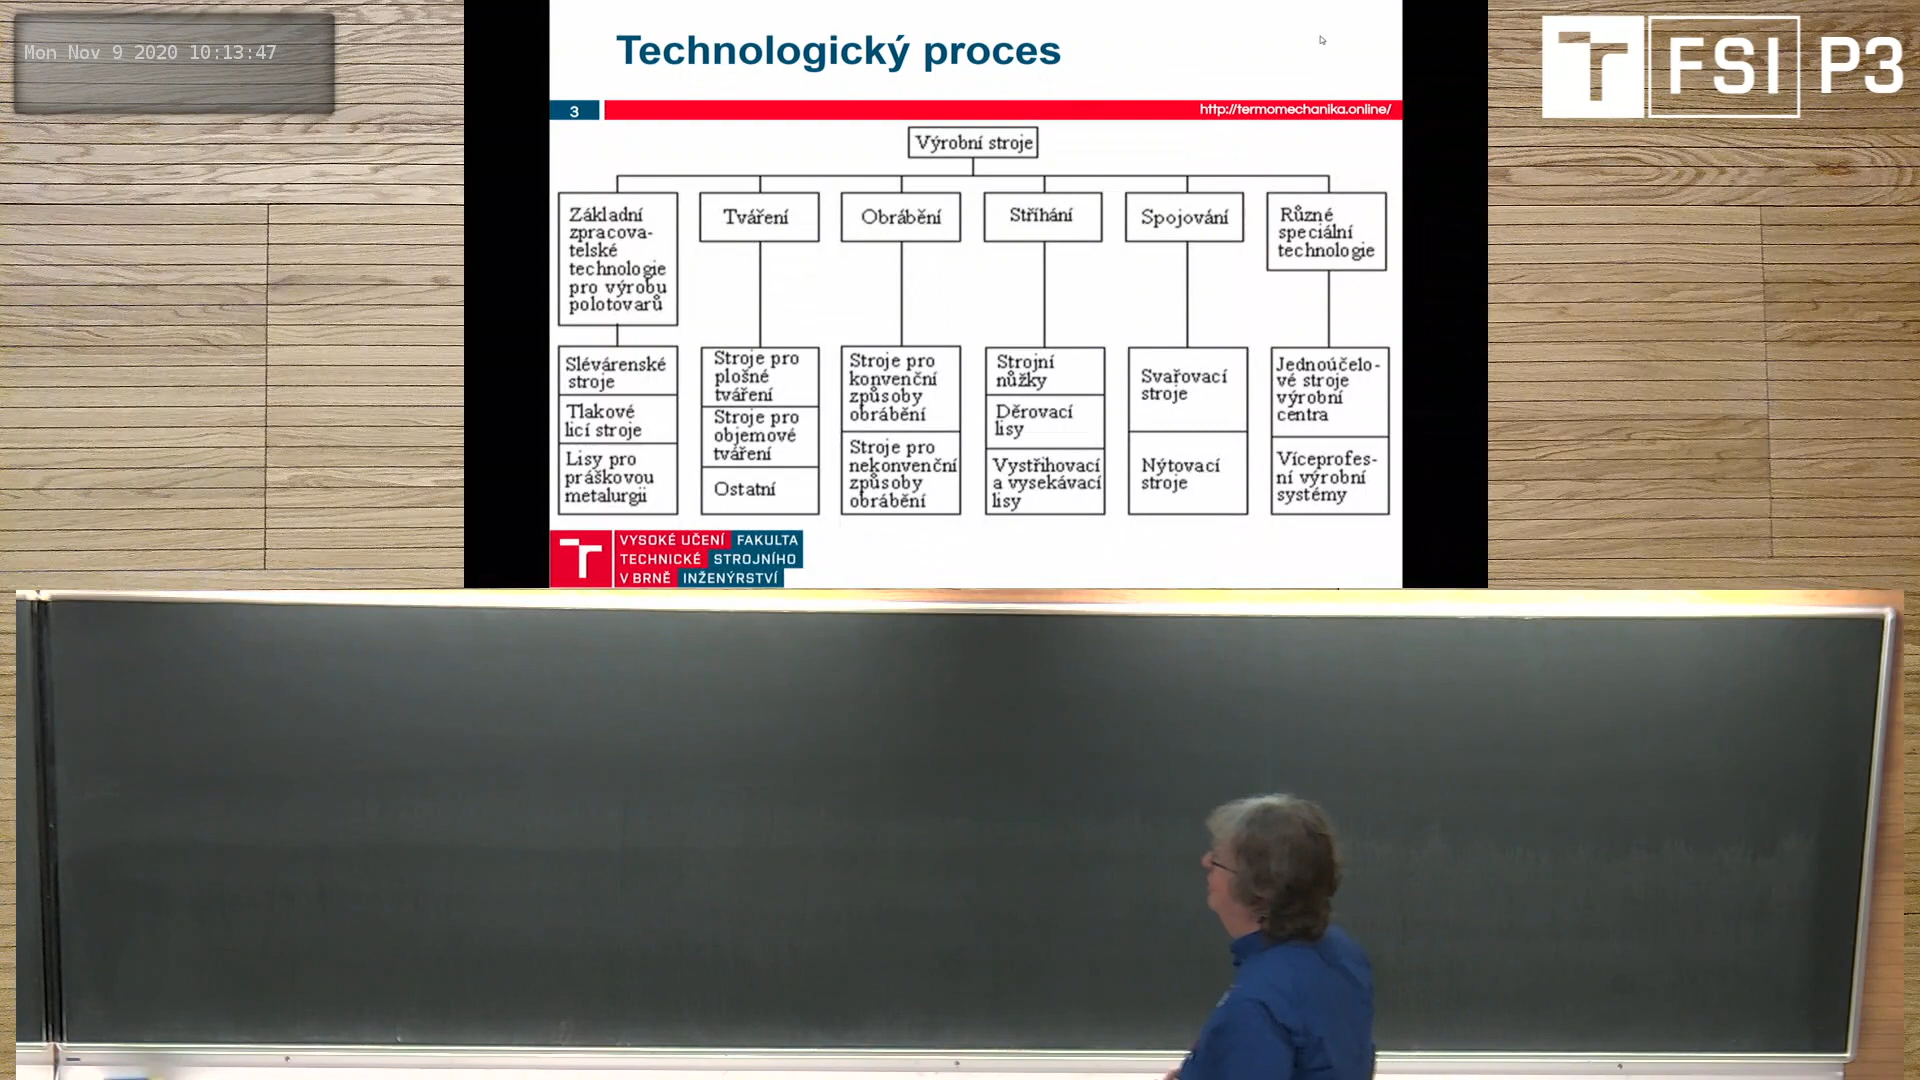 Mon Nov 9 2020 10:13:47
FSI P3
Technologický proces
3
http://termomechanika.online/
Výrobní stroje
Základní
zpracova-
telské
technologie
pro výrobu
polotovarů
Tváření
Obrábění
Stříhání
Spojování
Různé
speciální
technologie
Slévárenské
stroje
Tlakové
licí stroje
Lisy pro
práškovou
metalurgii
Stroje pro
plošné
tváření
Stroje pro
objemové
tváření
Ostatní
Stroje pro
konvenční
způsoby
obrábění
Stroje pro
nekonvenční
způsoby
obrábění
Strojní
nůžky
Děrovací
lisy
Vystřihovací
a vysekávací
lisy
Svařovací
stroje
Nýtovací
stroje
Jednoúčelo-
vé stroje
výrobní
centra
Víceprofes-
ní výrobní
systémy
VYSOKÉ UČENÍ FAKULTA
TECHNICKÉ STROJNÍHO
V BRNĚ INŽENÝRSTVÍ